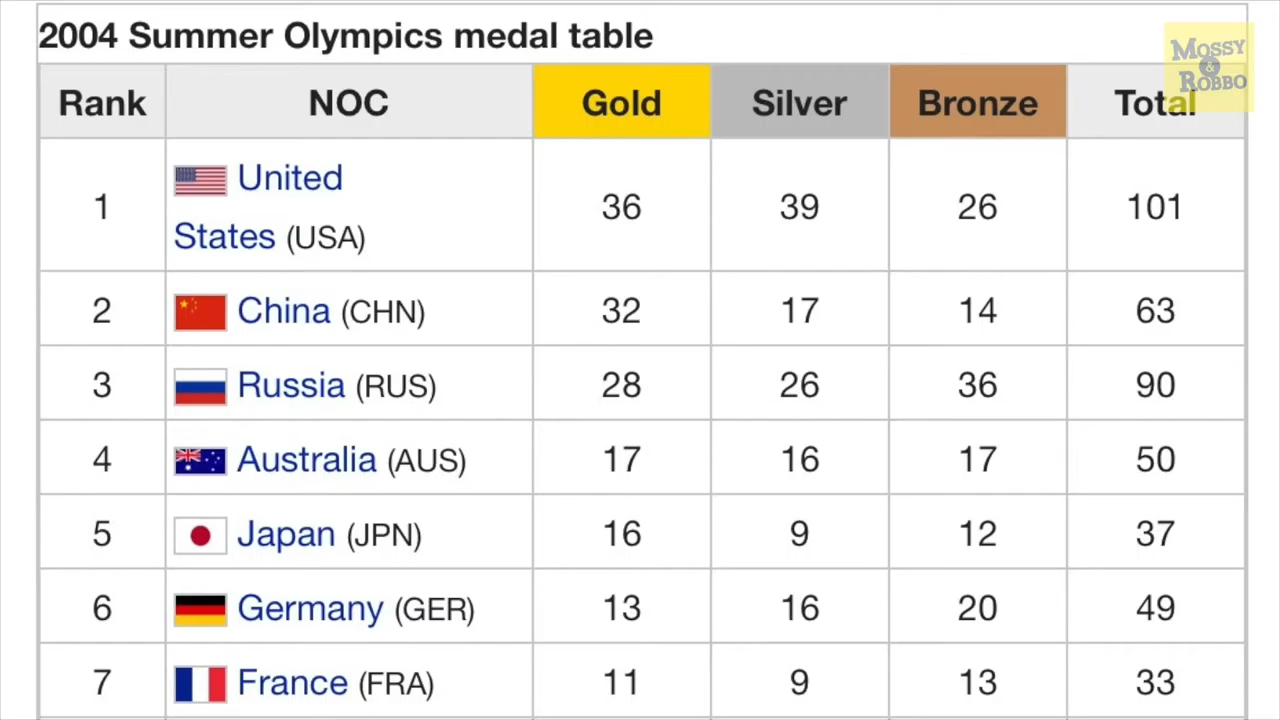 2004 Summer Olympics medal table
MOSSY
&
ROBBO
Rank NOC Gold Silver Bronze Total
1 United States (USA) 36 39 26 101
2 China (CHN) 32 17 14 63
3 Russia (RUS) 28 26 36 90
4 Australia (AUS) 17 16 17 50
5 Japan (JPN) 16 9 12 37
6 Germany (GER) 13 16 20 49
7 France (FRA) 11 9 13 33